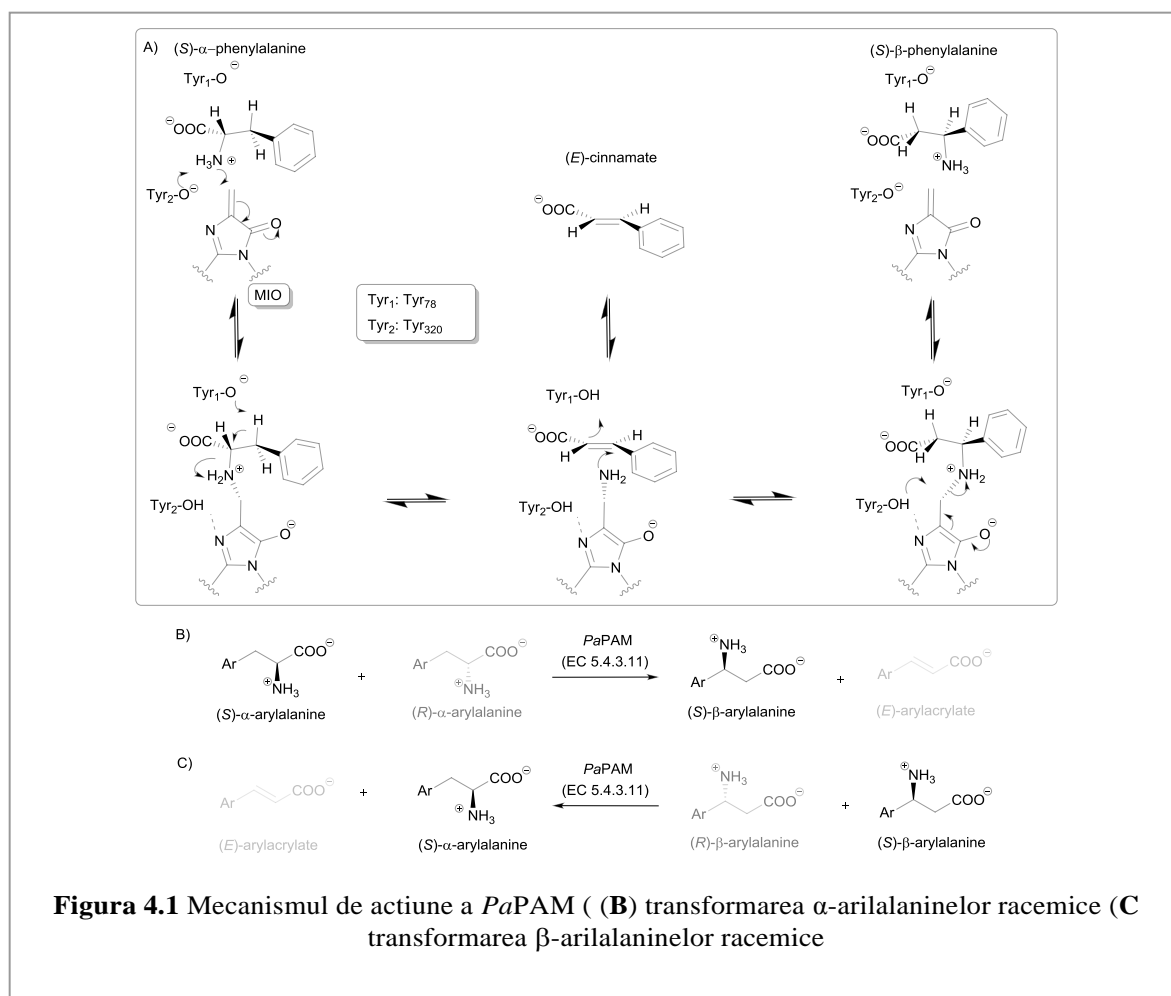 A) (S)-α–phenylalanine
(S)-β-phenylalanine
Tyr₁-O⊖
Tyr₁-O⊖
⊖OOC H H H
H₃N⊕
Tyr₂-O⊖
N O N
MIO
(E)-cinnamate
⊖OOC H H
⊖OOC H H H
⊕NH₃
Tyr₂-O⊖
N O N
Tyr₁: Tyr₇₈
Tyr₂: Tyr₃₂₀
Tyr₁-O⊖
⊖OOC H H H
H₂N⊕
Tyr₂-OH
N O⊖ N
Tyr₁-OH
⊖OOC H H
NH₂
Tyr₂-OH
N O⊖ N
Tyr₁-O⊖
⊖OOC H H H
⊕NH₂
Tyr₂-OH
N O⊖ N
B)
Ar COO⊖ ⊕NH₃ + Ar COO⊖ ⊕NH₃ PaPAM Ar ⊕NH₃ COO⊖ + Ar COO⊖
(EC 5.4.3.11)
(S)-α-arylalanine (R)-α-arylalanine (S)-β-arylalanine (E)-arylacrylate
C)
Ar COO⊖ + Ar COO⊖ ⊕NH₃ PaPAM Ar ⊕NH₃ COO⊖ + Ar ⊕NH₃ COO⊖
(EC 5.4.3.11)
(E)-arylacrylate (S)-α-arylalanine (R)-β-arylalanine (S)-β-arylalanine
Figura 4.1 Mecanismul de actiune a PaPAM ( (B) transformarea α-arilalaninelor racemice (C
transformarea β-arilalaninelor racemice